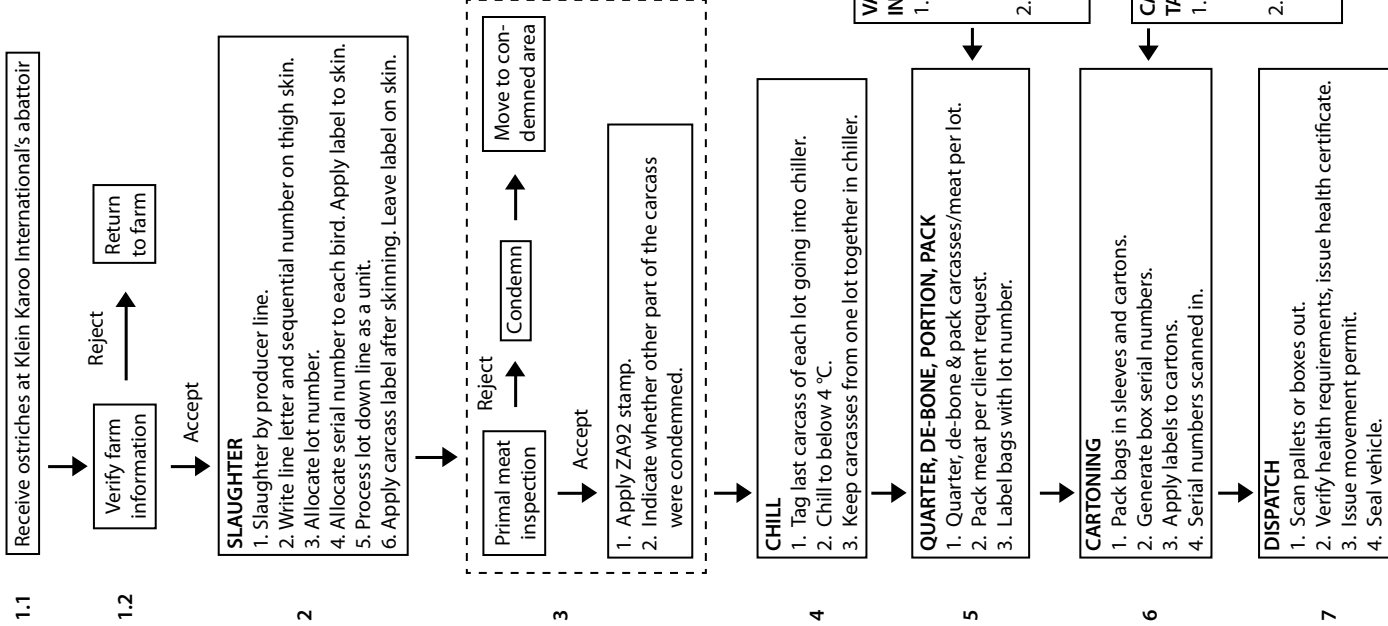 1.1
Receive ostriches at Klein Karoo International's abattoir
1.2
Verify farm
information
Reject
Return
to farm
Accept
2
SLAUGHTER
1. Slaughter by producer line.
2. Write line letter and sequential number on thigh skin.
3. Allocate lot number.
4. Allocate serial number to each bird. Apply label to skin.
5. Process lot down line as a unit.
6. Apply carcass label after skinning. Leave label on skin.
3
Primal meat
inspection
Reject
Condemn
Move to con-
demned area
Accept
1. Apply ZA92 stamp.
2. Indicate whether other part of the carcass
were condemned.
4
CHILL
1. Tag last carcass of each lot going into chiller.
2. Chill to below 4 °C.
3. Keep carcasses from one lot together in chiller.
5
QUARTER, DE-BONE, PORTION, PACK
1. Quarter, de-bone & pack carcasses/meat per lot.
2. Pack meat per client request.
3. Label bags with lot number.
VA
IN
1.
2.
6
CARTONING
1. Pack bags in sleeves and cartons.
2. Generate box serial numbers.
3. Apply labels to cartons.
4. Serial numbers scanned in.
CA
TA
1.
2.
7
DISPATCH
1. Scan pallets or boxes out.
2. Verify health requirements, issue health certificate.
3. Issue movement permit.
4. Seal vehicle.